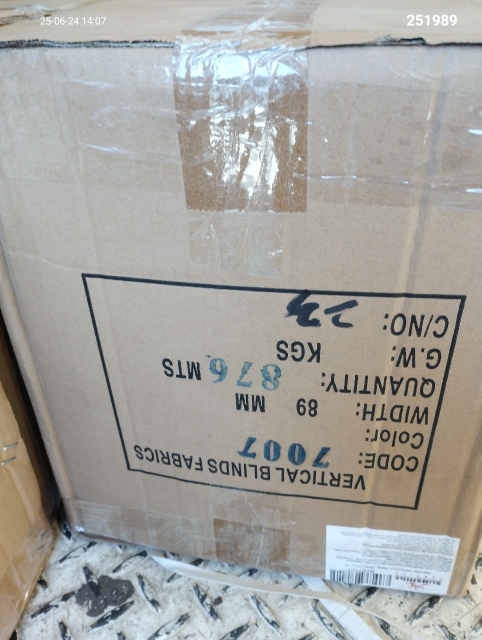 25-06-24 14:07
251989
VERTICAL BLINDS FABRICS
CODE: 7007
Color:
WIDTH: 89 MM
QUANTITY: 876 MTS
G.W: KGS
C/NO:
SUNSHINE